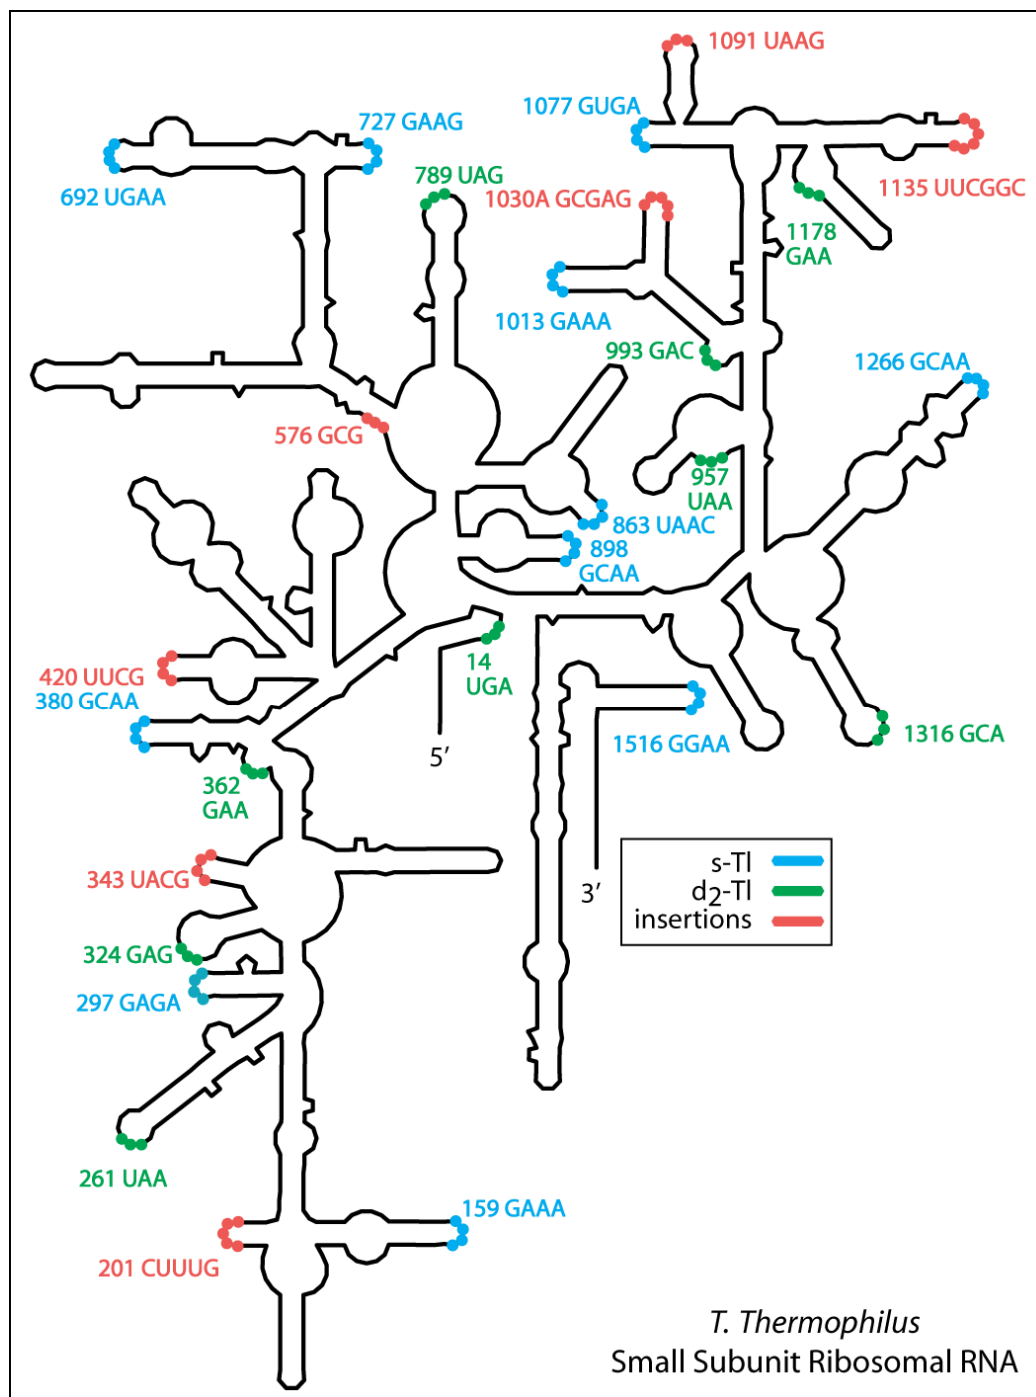 1091 UAAG
727 GAAG
1077 GUGA
692 UGAA
789 UAG
1030A GCGAG
1135 UUCGGC
1178
GAA
1013 GAAA
993 GAC
1266 GCAA
576 GCG
957
UAA
863 UAAC
898
GCAA
420 UUCG
380 GCAA
14
UGA
5′
1516 GGAA
1316 GCA
362
GAA
343 UACG
3′
s-Tl
d2-Tl
insertions
324 GAG
297 GAGA
261 UAA
159 GAAA
201 CUUUG
T. Thermophilus
Small Subunit Ribosomal RNA